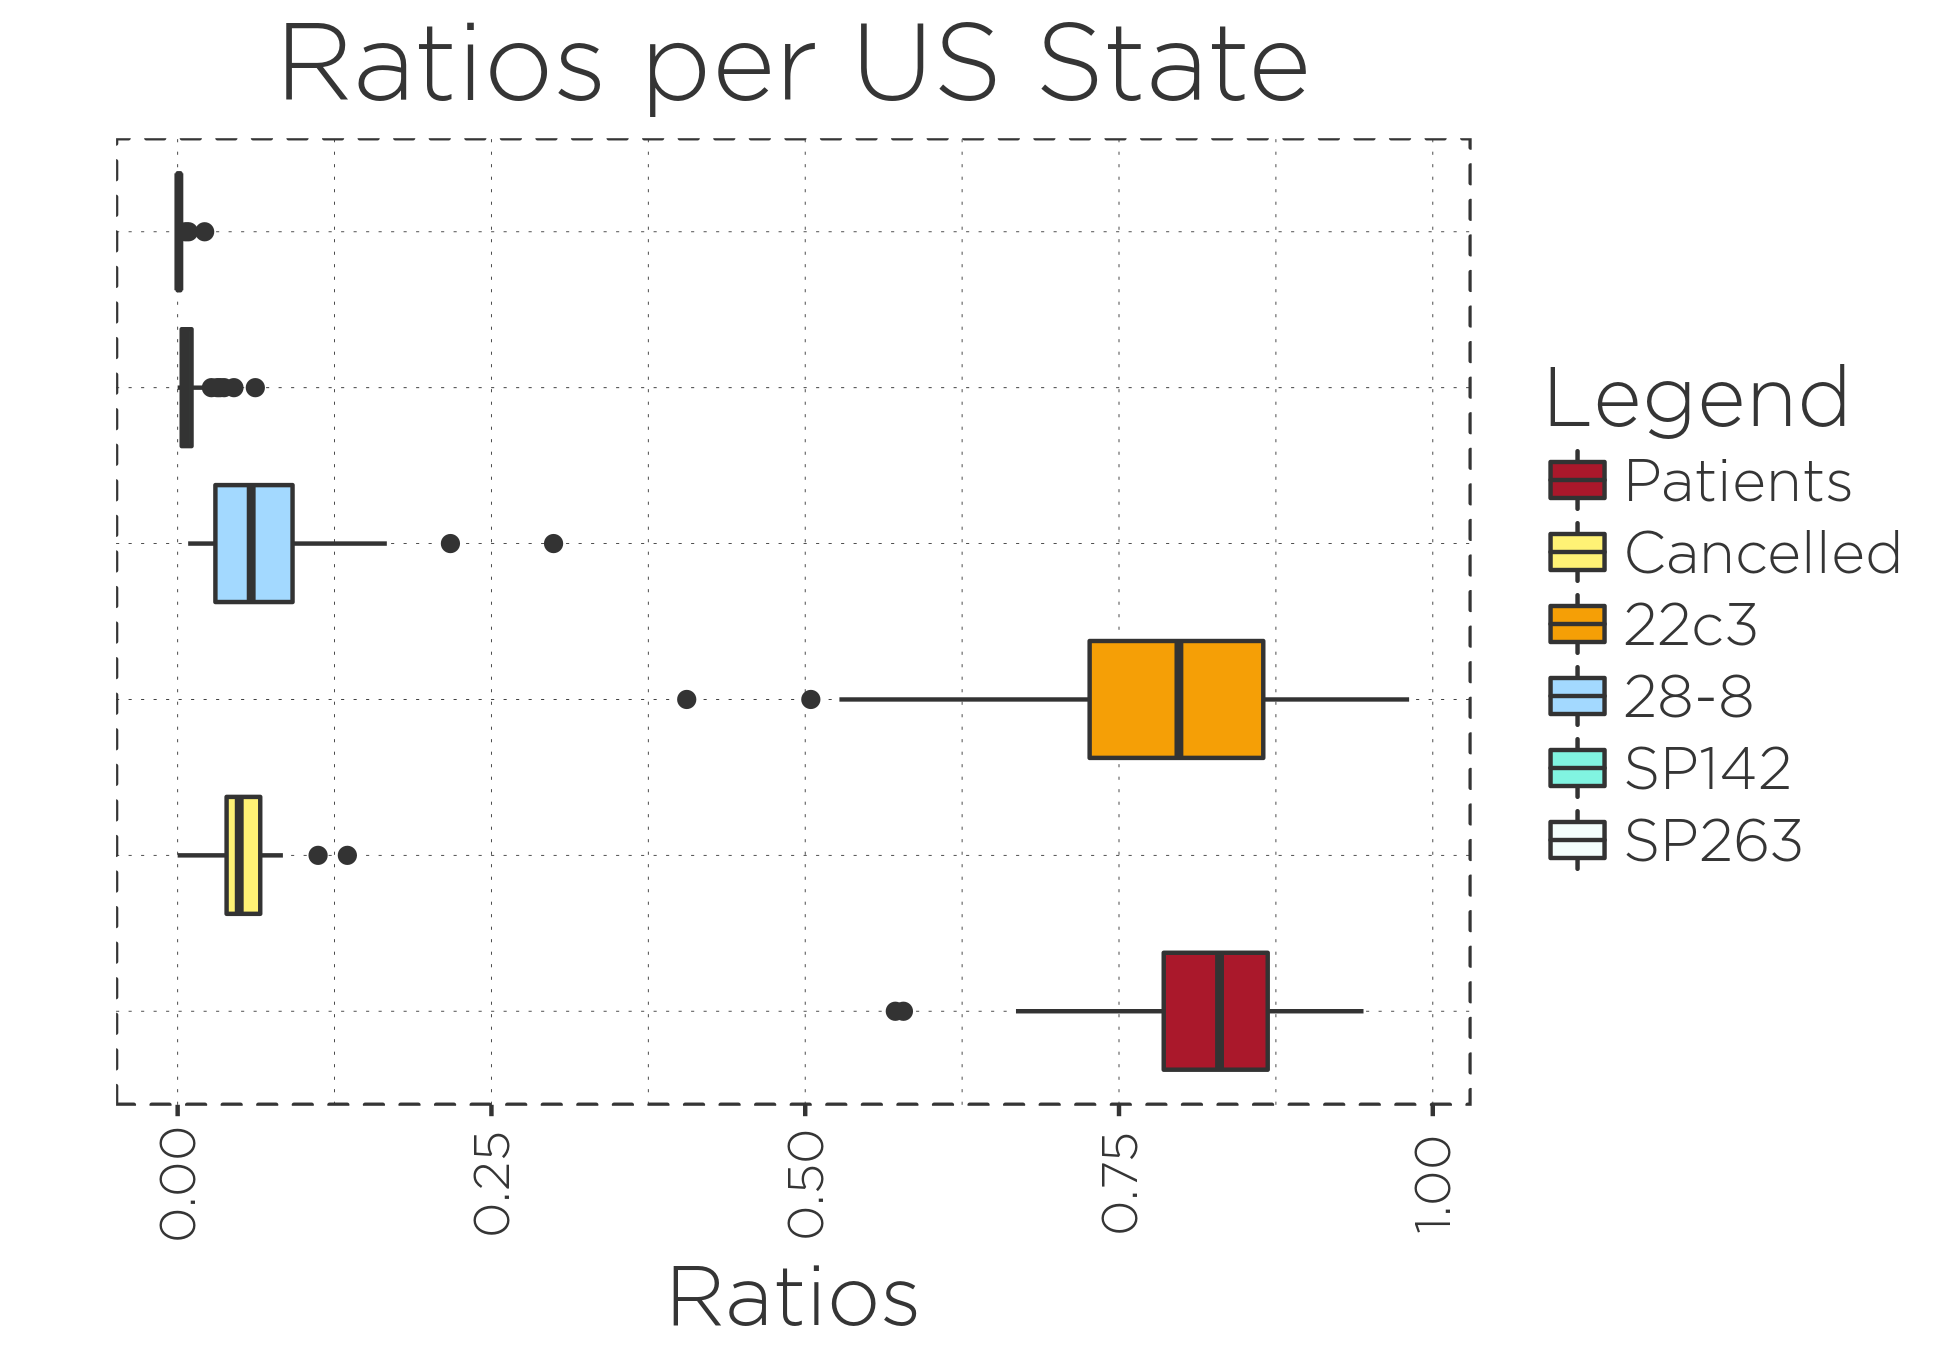 Ratios per US State
Legend
Patients
Cancelled
22c3
28-8
SP142
SP263
0.00
0.25
0.50
0.75
1.00
Ratios